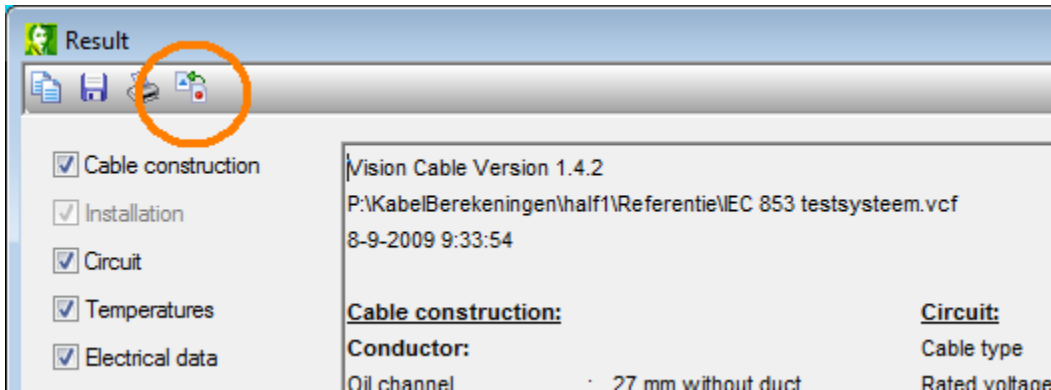 Result
Cable construction
Installation
Circuit
Temperatures
Electrical data
Vision Cable Version 1.4.2
P:\KabelBerekeningen\half1\Referentie\IEC 853 testsysteem.vcf
8-9-2009 9:33:54
Cable construction: Circuit:
Conductor: Cable type
Oil channel : 27 mm without duct Rated voltage